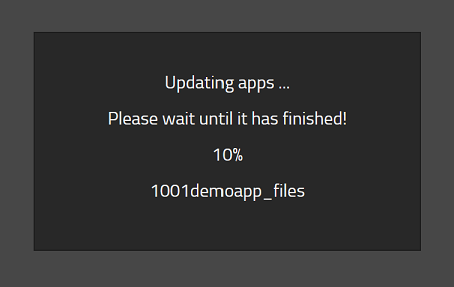 Updating apps ...
Please wait until it has finished!
10%
1001demoapp_files